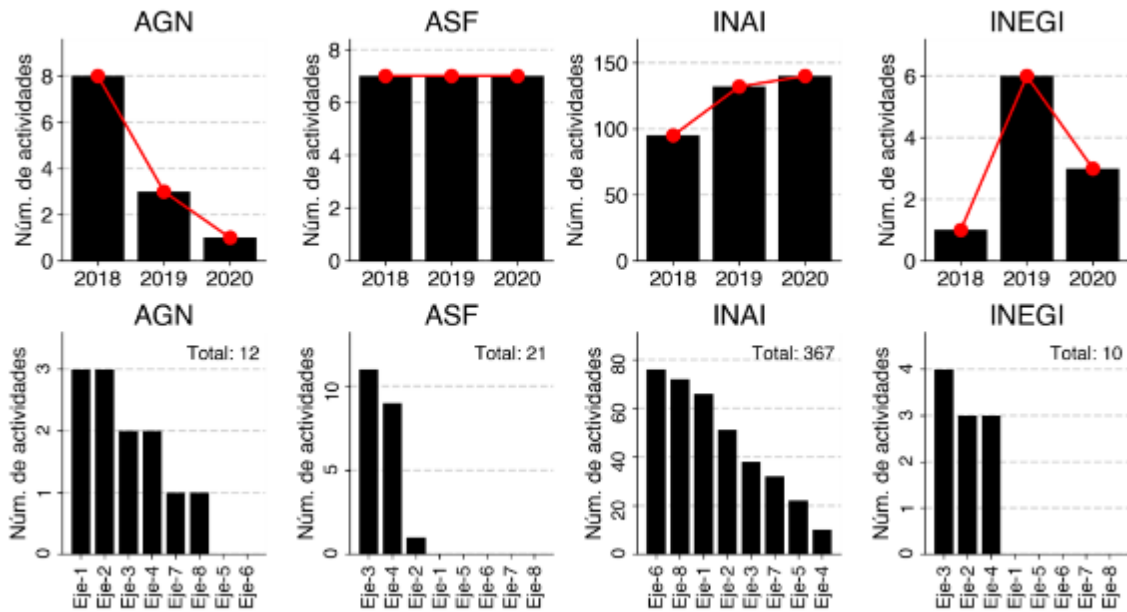 AGN
Núm. de actividades
8
6
4
2
0
2018 2019 2020
ASF
Núm. de actividades
8
6
4
2
0
2018 2019 2020
INAI
Núm. de actividades
150
100
50
0
2018 2019 2020
INEGI
Núm. de actividades
6
4
2
0
2018 2019 2020
AGN
Total: 12
Núm. de actividades
3
2
1
0
Eje-1 Eje-2 Eje-3 Eje-4 Eje-7 Eje-8 Eje-5 Eje-6
ASF
Total: 21
Núm. de actividades
10
5
0
Eje-3 Eje-4 Eje-2 Eje-1 Eje-5 Eje-6 Eje-7 Eje-8
INAI
Total: 367
Núm. de actividades
80
60
40
20
0
Eje-6 Eje-8 Eje-1 Eje-2 Eje-3 Eje-7 Eje-5 Eje-4
INEGI
Total: 10
Núm. de actividades
4
3
2
1
0
Eje-3 Eje-2 Eje-4 Eje-1 Eje-5 Eje-6 Eje-7 Eje-8